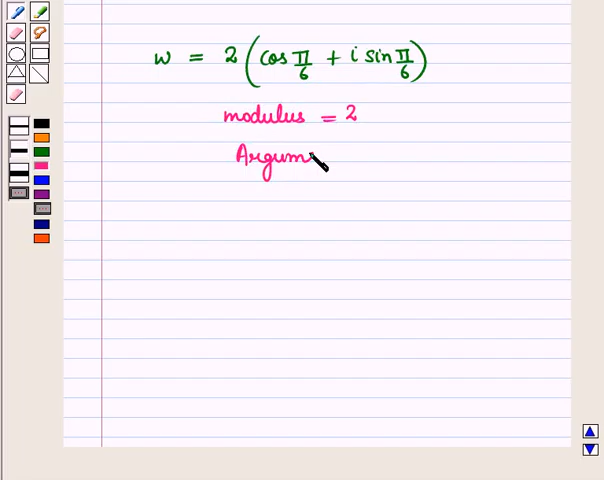 w = 2 (cos π/6 + i sin π/6)
modulus = 2
Argum